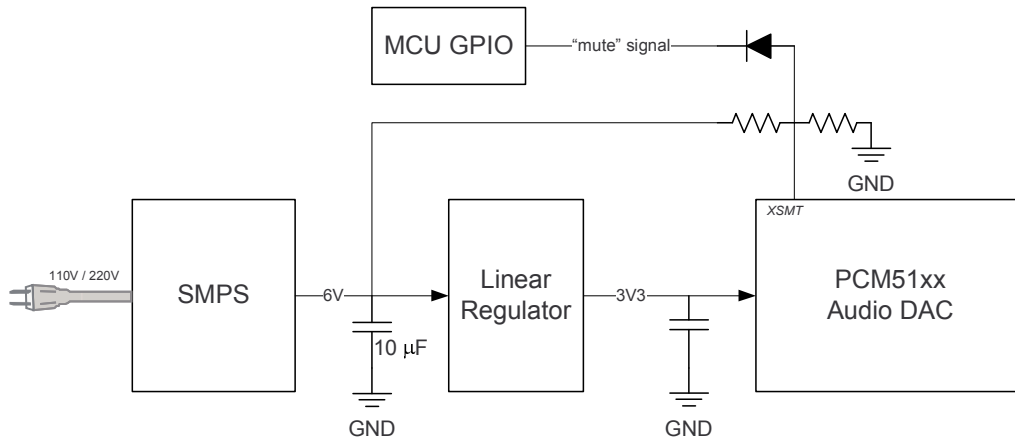 MCU GPIO
“mute” signal
GND
XSMT
110V / 220V
SMPS
6V
Linear
Regulator
3V3
PCM51xx
Audio DAC
10 μF
GND
GND